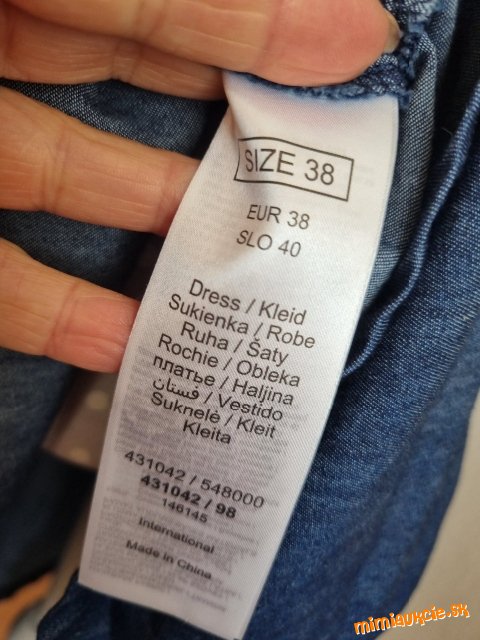 SIZE 38
EUR 38
SLO 40
Dress / Kleid
Sukienka / Robe
Ruha / Šaty
Rochie / Obleka
платье / Haljina
فستان / Vestido
Suknelė / Kleit
Kleita
431042 / 548000
431042 / 98
146145
International
Made in China
mimiaukcie.sk